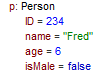 p: Person
ID = 234
name = "Fred"
age = 6
isMale = false